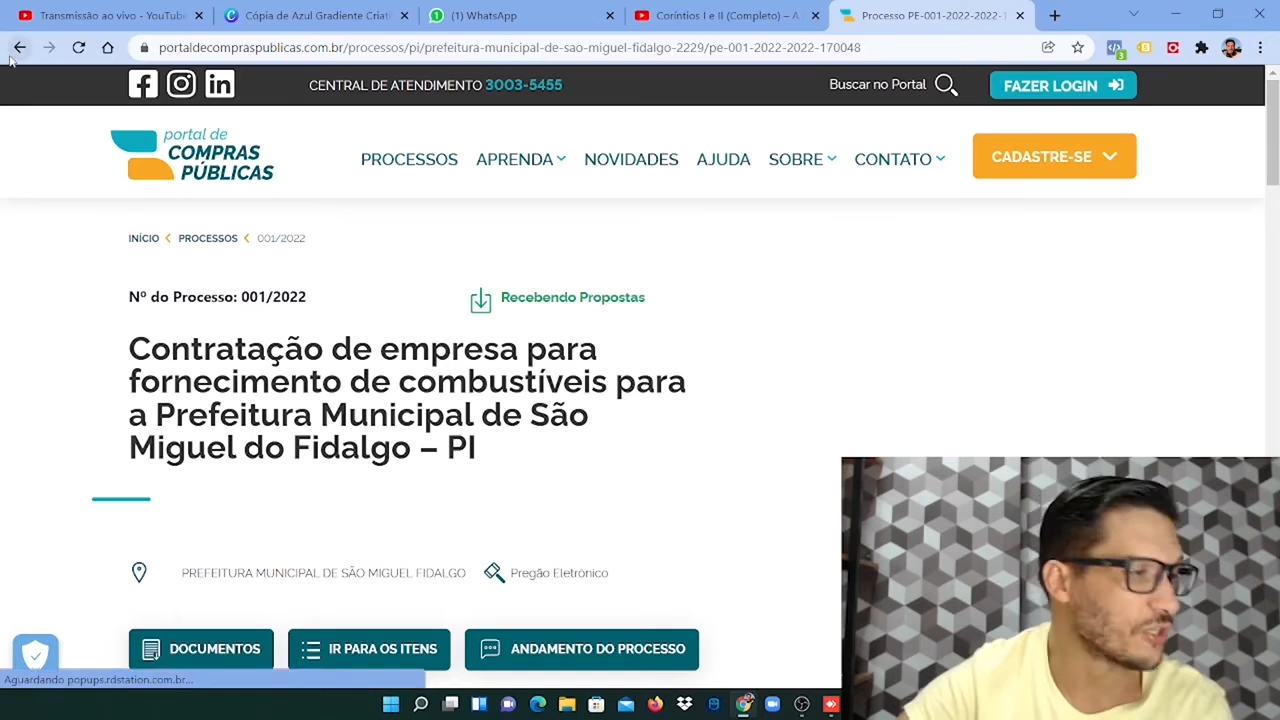 Transmissão ao vivo - YouTube
Cópia de Azul Gradiente Criati
(1) WhatsApp
Coríntios I e II (Completo) – A
Processo PE-001-2022-2022-1
portaldecompraspublicas.com.br/processos/pi/prefeitura-municipal-de-sao-miguel-fidalgo-2229/pe-001-2022-2022-170048
3
CENTRAL DE ATENDIMENTO 3003-5455
Buscar no Portal
FAZER LOGIN
portal de
COMPRAS
PÚBLICAS
PROCESSOS
APRENDA
NOVIDADES
AJUDA
SOBRE
CONTATO
CADASTRE-SE
INÍCIO
PROCESSOS
001/2022
Nº do Processo: 001/2022
Recebendo Propostas
Contratação de empresa para
fornecimento de combustíveis para
a Prefeitura Municipal de São
Miguel do Fidalgo – PI
PREFEITURA MUNICIPAL DE SÃO MIGUEL FIDALGO
Pregão Eletrônico
DOCUMENTOS
IR PARA OS ITENS
ANDAMENTO DO PROCESSO
Aguardando popups.rdstation.com.br...